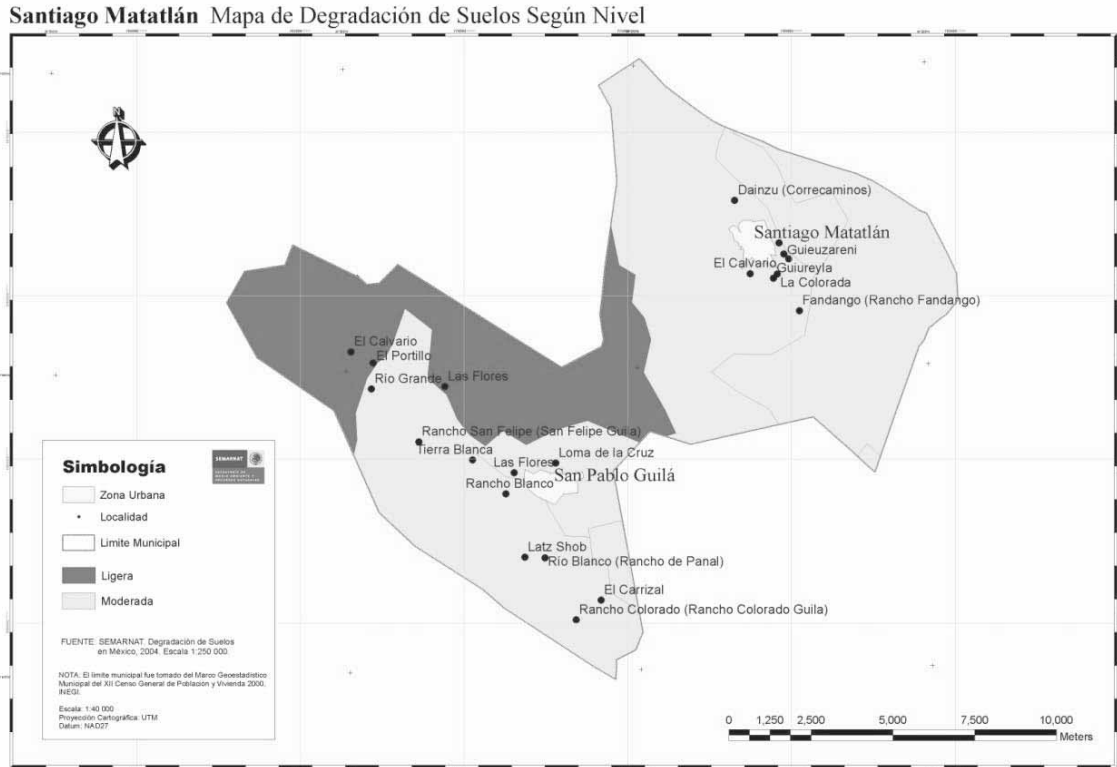 Santiago Matatlán Mapa de Degradación de Suelos Según Nivel
N
Dainzu (Correcaminos)
Santiago Matatlán
Guieuzareni
El Calvario
Guiureyla
La Colorada
Fandango (Rancho Fandango)
El Calvario
El Portillo
Río Grande
Las Flores
Rancho San Felipe (San Felipe Guila)
Tierra Blanca
Las Flores
Loma de la Cruz
San Pablo Guilá
Rancho Blanco
Latz Shob
Río Blanco (Rancho de Panal)
El Carrizal
Rancho Colorado (Rancho Colorado Guila)
Simbología
SEMARNAT
Zona Urbana
Localidad
Limite Municipal
Ligera
Moderada
FUENTE: SEMARNAT. Degradación de Suelos
en México, 2004. Escala 1:250 000
NOTA: El limite municipal fue tomado del Marco Geoestadístico
Municipal del XII Censo General de Población y Vivienda 2000,
INEGI.
Escala: 1:40 000
Proyección Cartográfica: UTM
Datum: NAD27
0 1,250 2,500 5,000 7,500 10,000
Meters